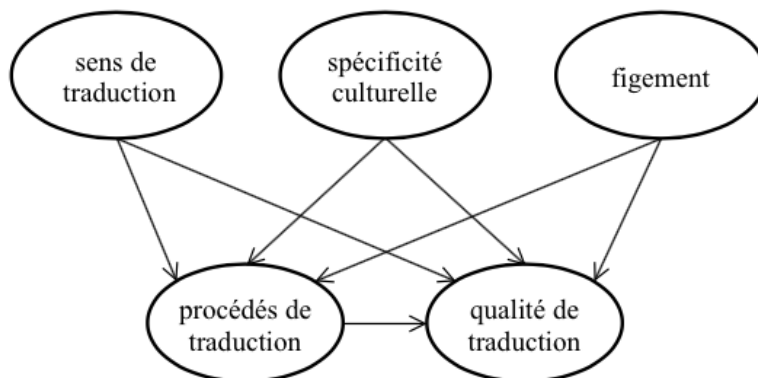 sens de
traduction
spécificité
culturelle
figement
procédés de
traduction
qualité de
traduction